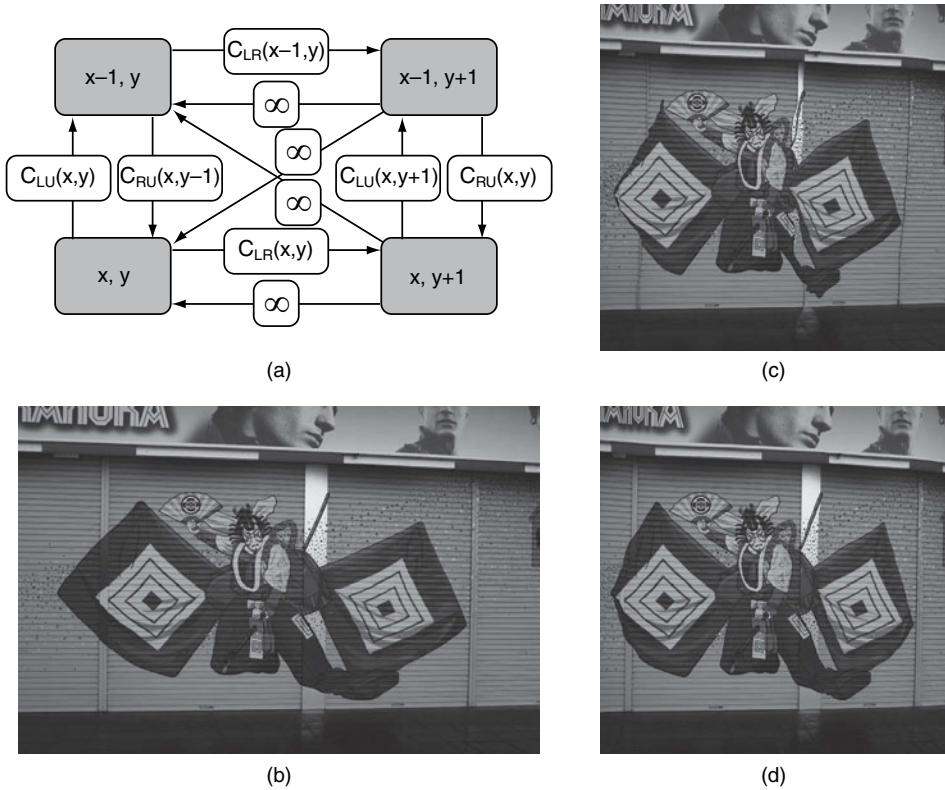 C_LR(x–1,y)
x–1, y
x–1, y+1
∞
∞
C_LU(x,y)
C_RU(x,y–1)
C_LU(x,y+1)
C_RU(x,y)
∞
C_LR(x,y)
x, y
x, y+1
∞
(a)
(c)
(b)
(d)